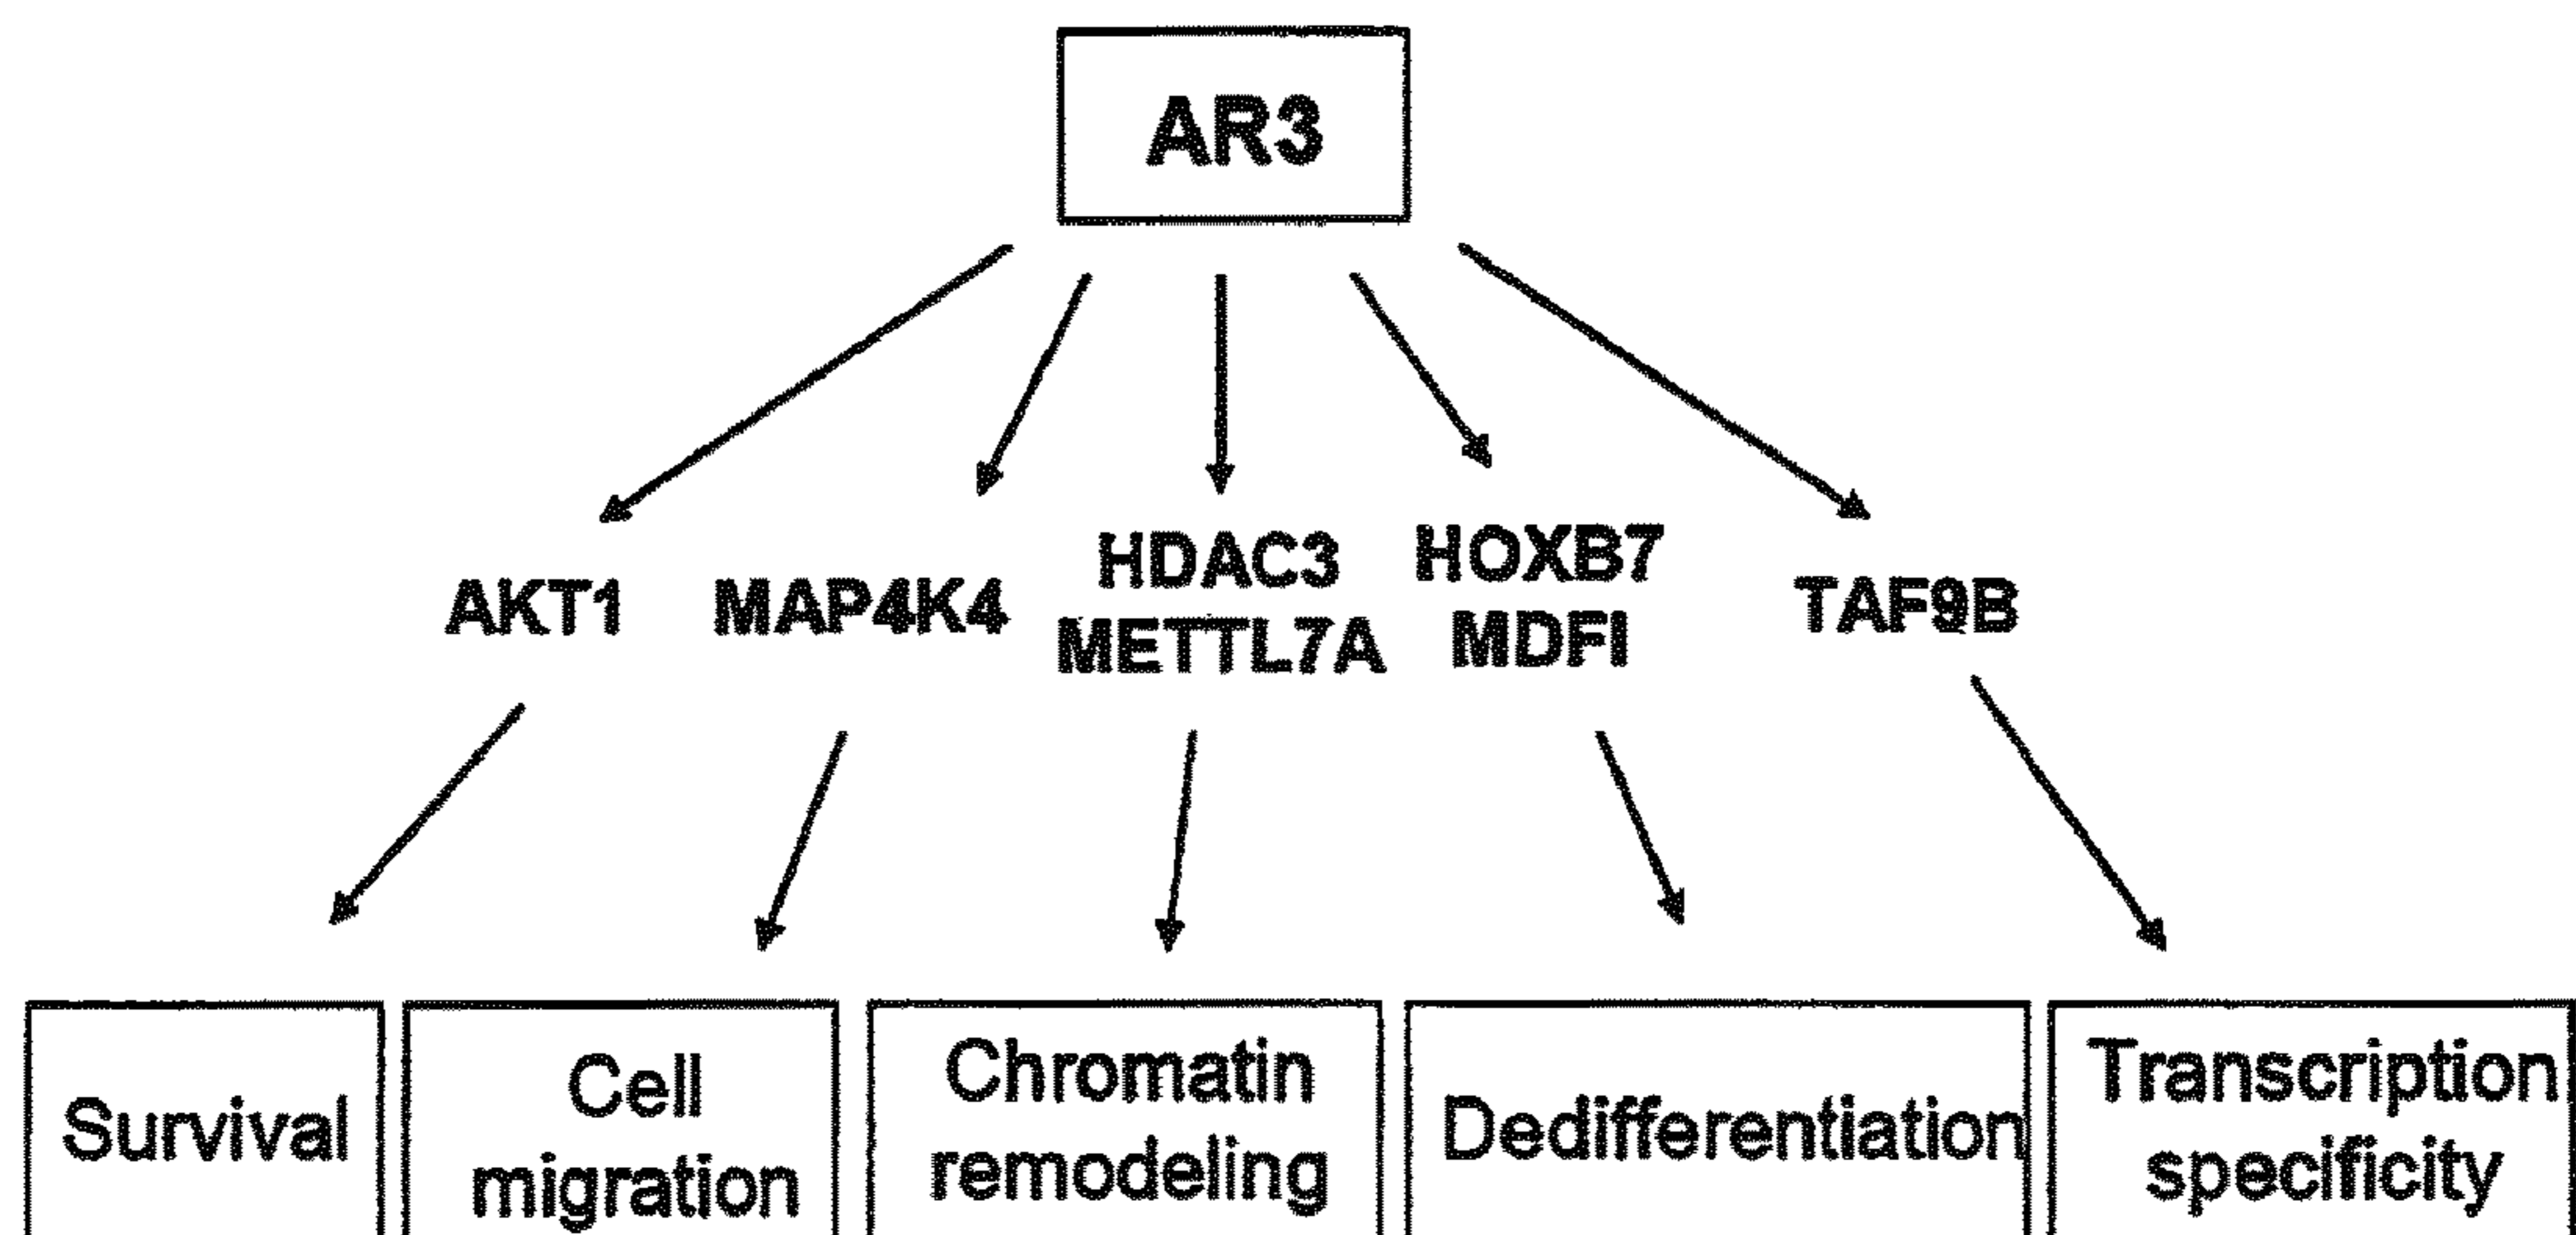 AR3
AKT1
MAP4K4
HDAC3
METTL7A
HOXB7
MDFI
TAF9B
Survival
Cell
migration
Chromatin
remodeling
Dedifferentiation
Transcription
specificity